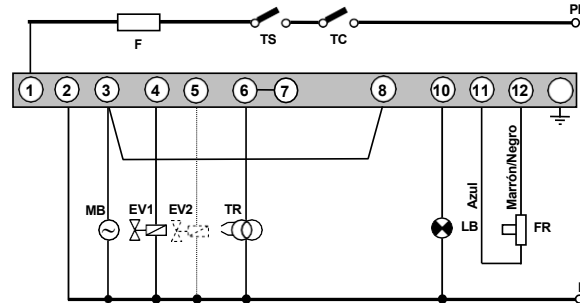 F TS TC
1 2 3 4 5 6 7 8 10 11 12
MB EV1 EV2 TR LB FR
Azul
Marrón/Negro